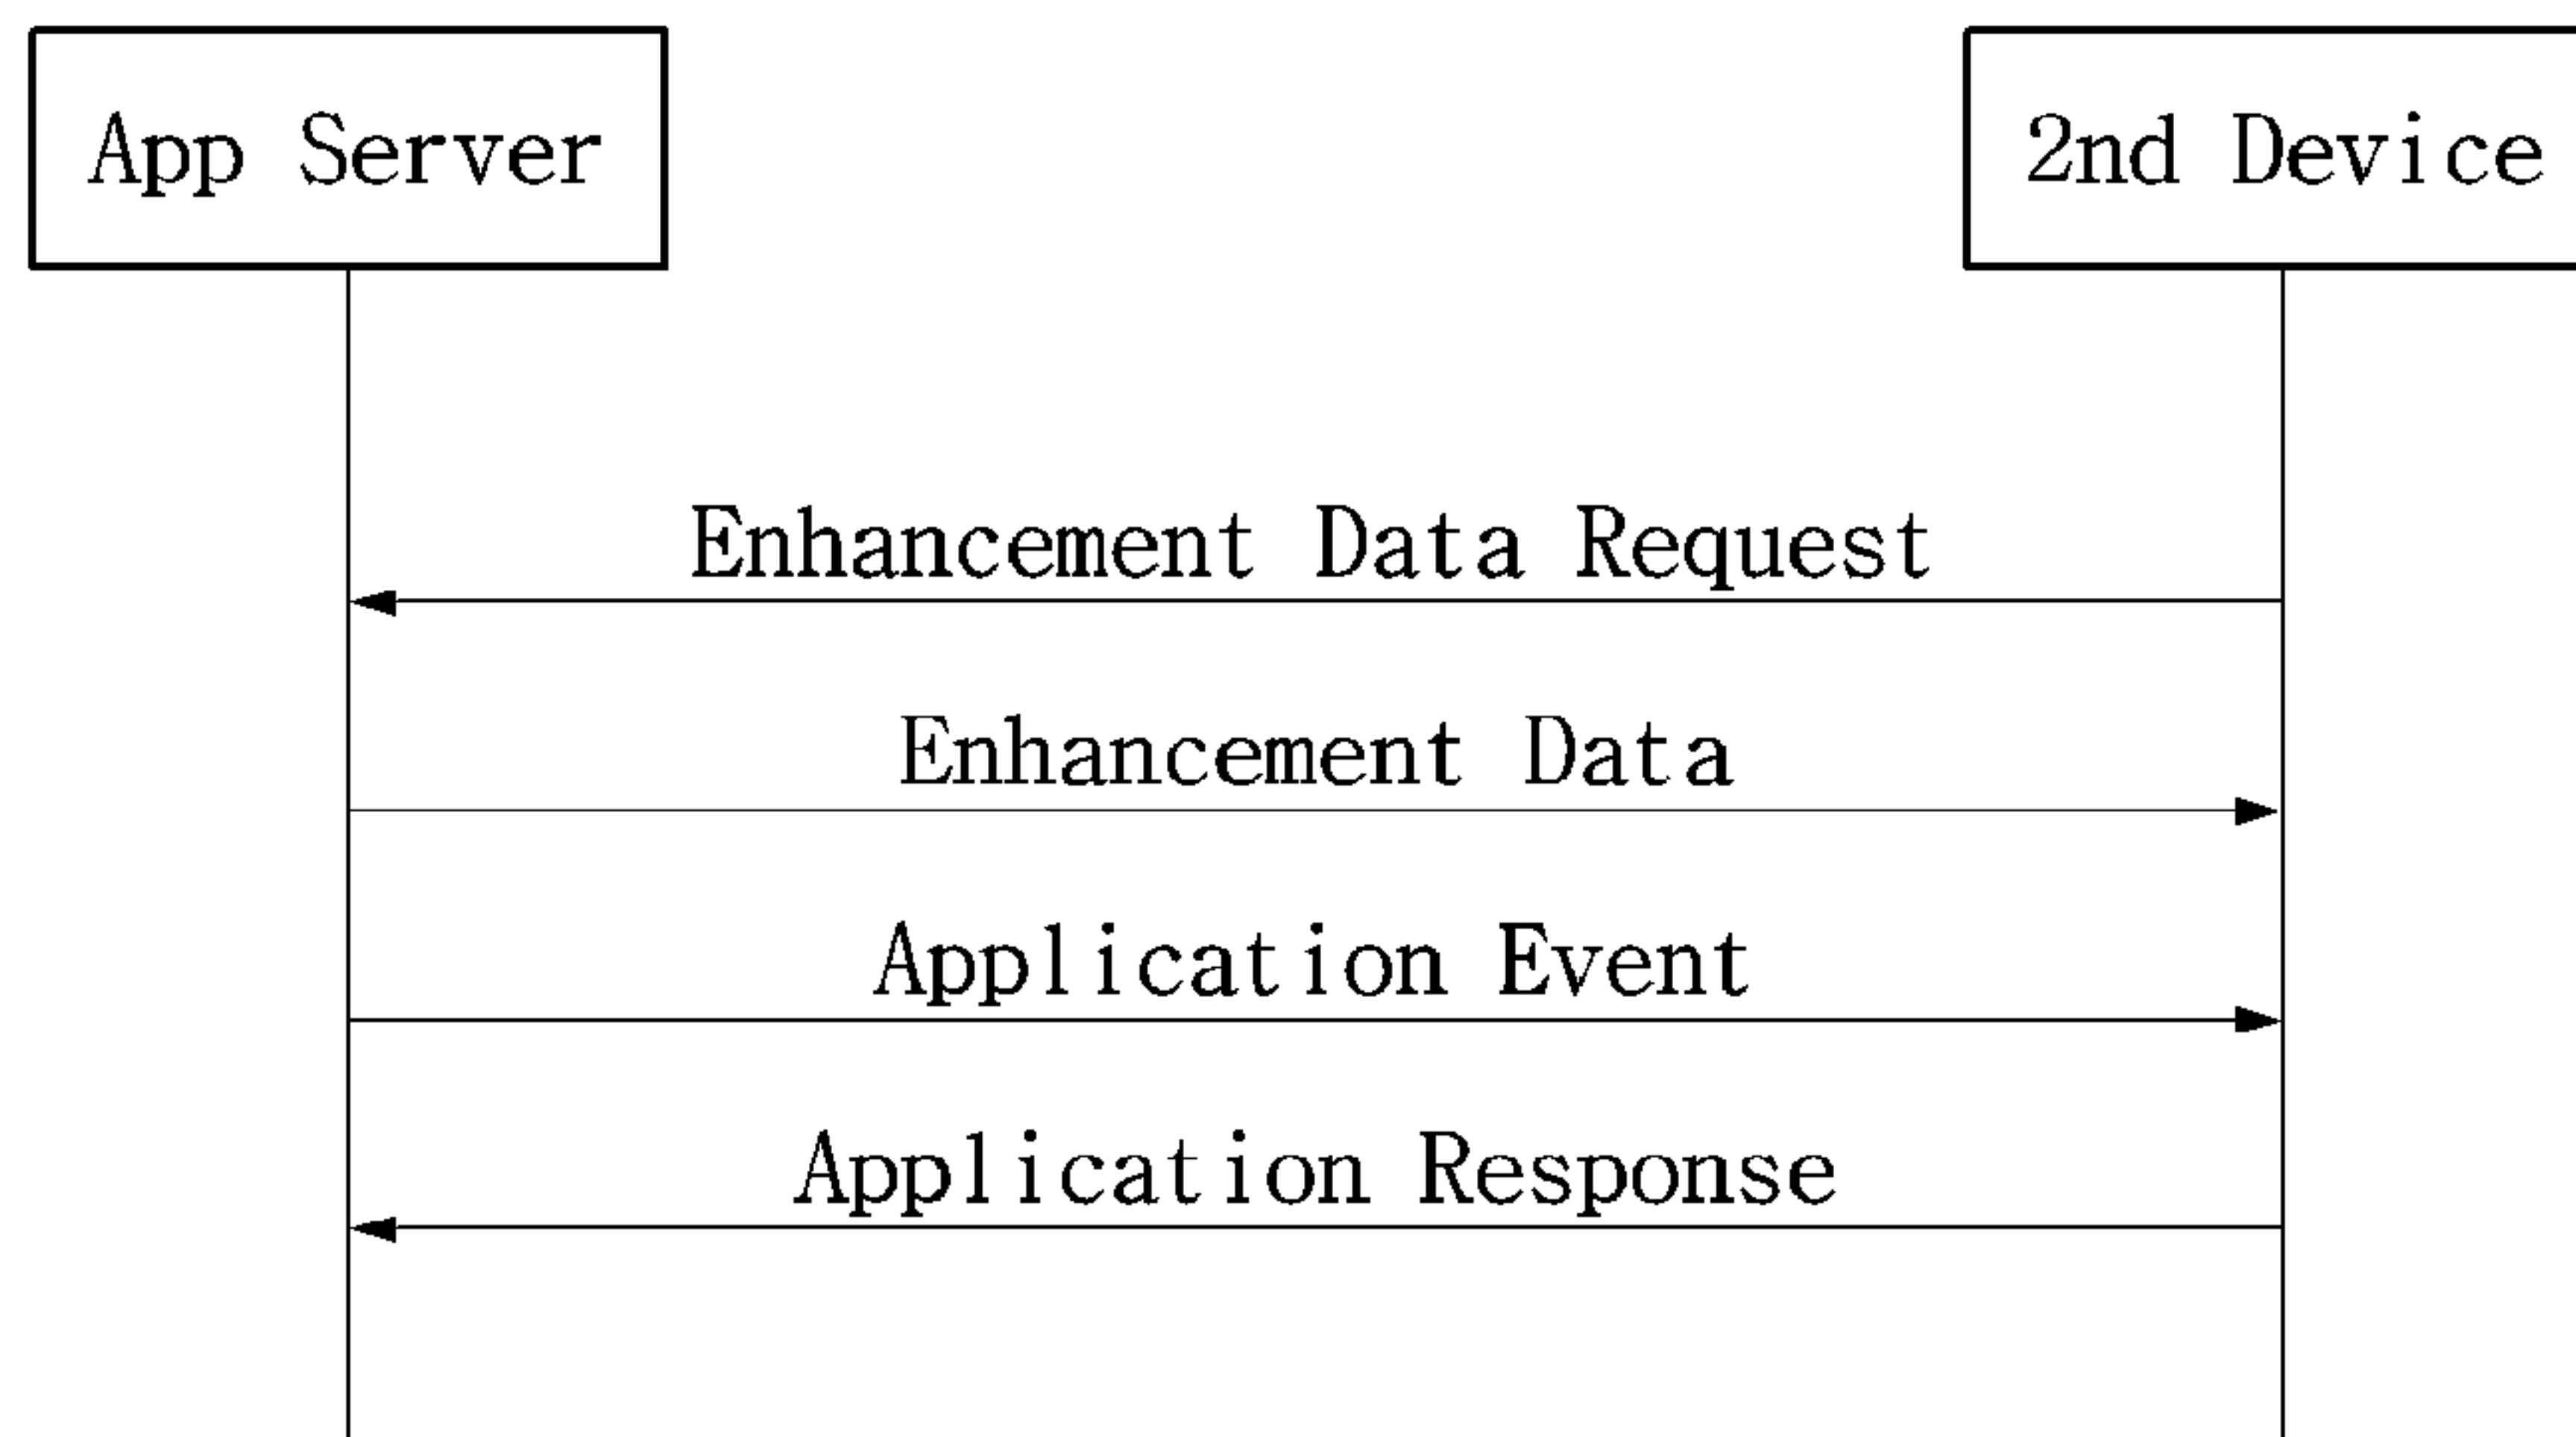 App Server
2nd Device
Enhancement Data Request
Enhancement Data
Application Event
Application Response